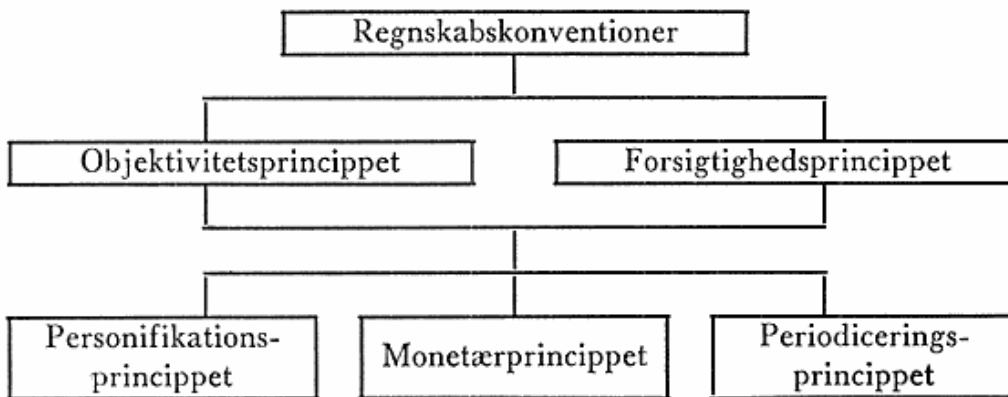 Regnskabskonventioner
Objektivitetsprincippet
Forsigtighedsprincippet
Personifikations-
princippet
Monetærprincippet
Periodicerings-
princippet